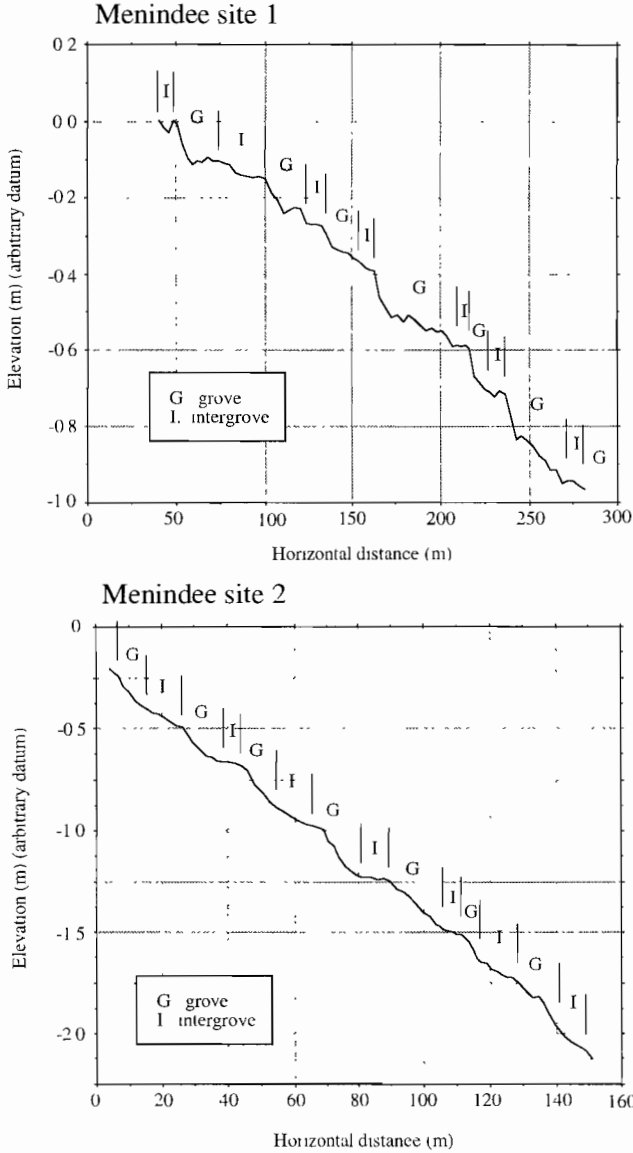 Menindee site 1
Elevation (m) (arbitrary datum)
0 2
0 0
-0 2
-0 4
-0 6
-0 8
-1 0
I G I G I G I G I G I G I G
G grove
I. intergrove
0 50 100 150 200 250 300
Horizontal distance (m)
Menindee site 2
Elevation (m) (arbitrary datum)
0
-0 5
-1 0
-1 5
-2 0
G I G I G I G I G I G I G I
G grove
I intergrove
0 20 40 60 80 100 120 140 160
Horizontal distance (m)